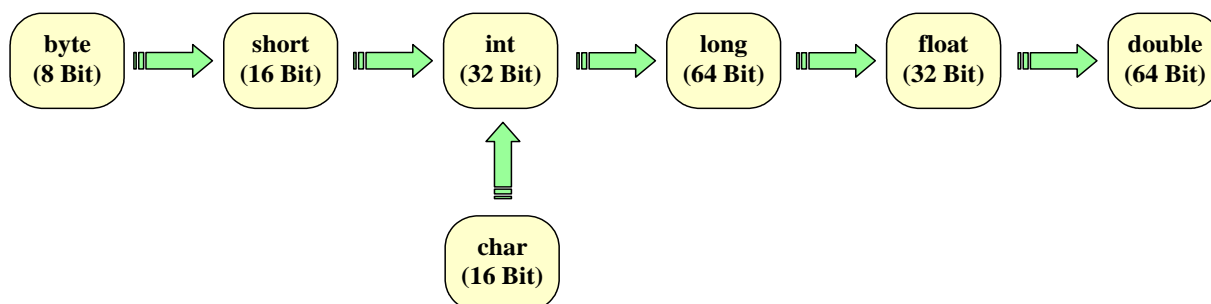 byte
(8 Bit)
short
(16 Bit)
int
(32 Bit)
long
(64 Bit)
float
(32 Bit)
double
(64 Bit)
char
(16 Bit)